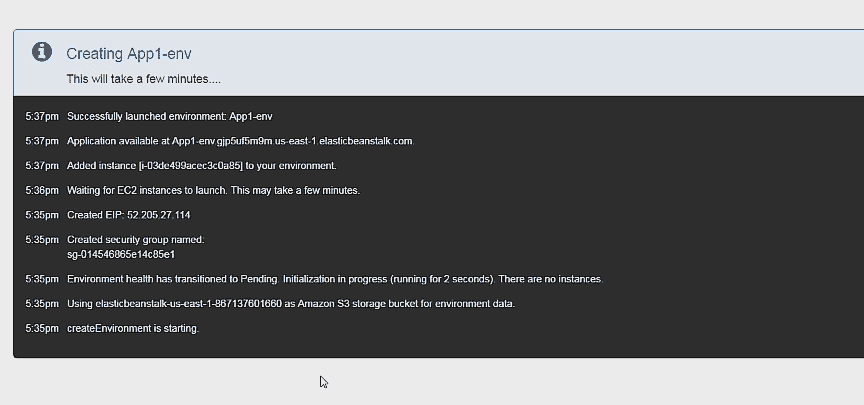 Creating App1-env
This will take a few minutes....
5:37pm Successfully launched environment: App1-env
5:37pm Application available at App1-env.gjp5uf5m9m.us-east-1.elasticbeanstalk.com.
5:37pm Added instance [i-03de499acec3c0a85] to your environment.
5:36pm Waiting for EC2 instances to launch. This may take a few minutes.
5:35pm Created EIP: 52.205.27.114
5:35pm Created security group named:
sg-014546865e14c85e1
5:35pm Environment health has transitioned to Pending. Initialization in progress (running for 2 seconds). There are no instances.
5:35pm Using elasticbeanstalk-us-east-1-867137601660 as Amazon S3 storage bucket for environment data.
5:35pm createEnvironment is starting.